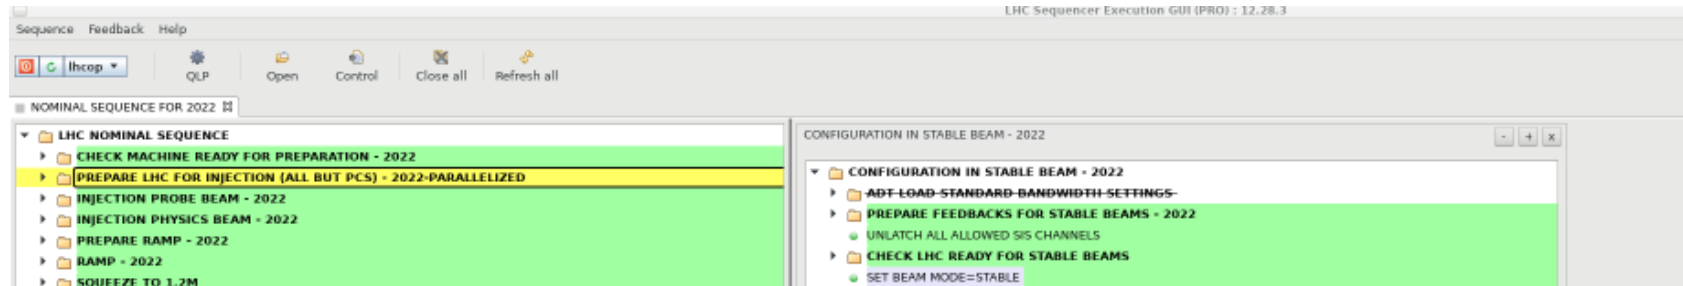 LHC Sequencer Execution GUI (PRO) : 12.28.3
Sequence Feedback Help
lhcop
QLP Open Control Close all Refresh all
NOMINAL SEQUENCE FOR 2022
LHC NOMINAL SEQUENCE
CHECK MACHINE READY FOR PREPARATION - 2022
PREPARE LHC FOR INJECTION (ALL BUT PCS) - 2022-PARALLELIZED
INJECTION PROBE BEAM - 2022
INJECTION PHYSICS BEAM - 2022
PREPARE RAMP - 2022
RAMP - 2022
SQUEEZE TO 1.2M
CONFIGURATION IN STABLE BEAM - 2022
CONFIGURATION IN STABLE BEAM - 2022
ADT LOAD STANDARD BANDWIDTH SETTINGS
PREPARE FEEDBACKS FOR STABLE BEAMS - 2022
UNLATCH ALL ALLOWED SIS CHANNELS
CHECK LHC READY FOR STABLE BEAMS
SET BEAM MODE=STABLE